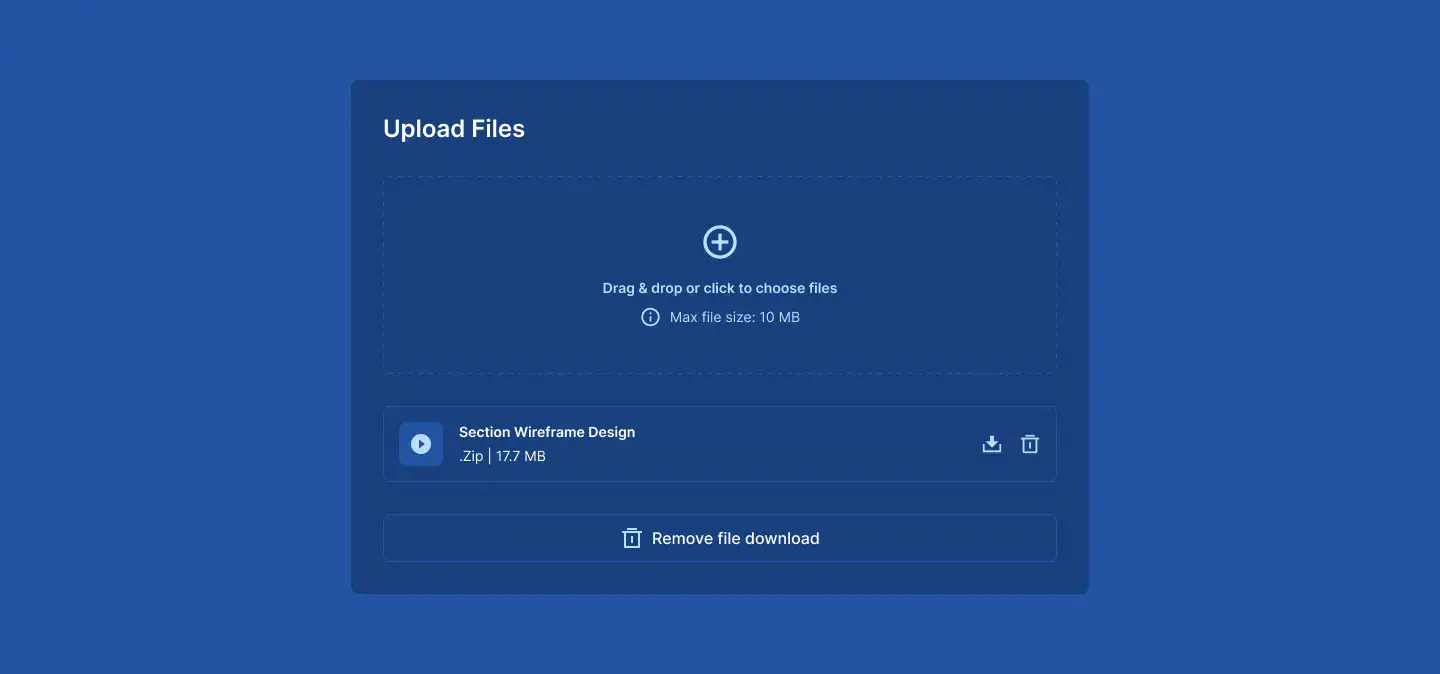 Upload Files
Drag & drop or click to choose files
Max file size: 10 MB
Section Wireframe Design
.Zip | 17.7 MB
Remove file download